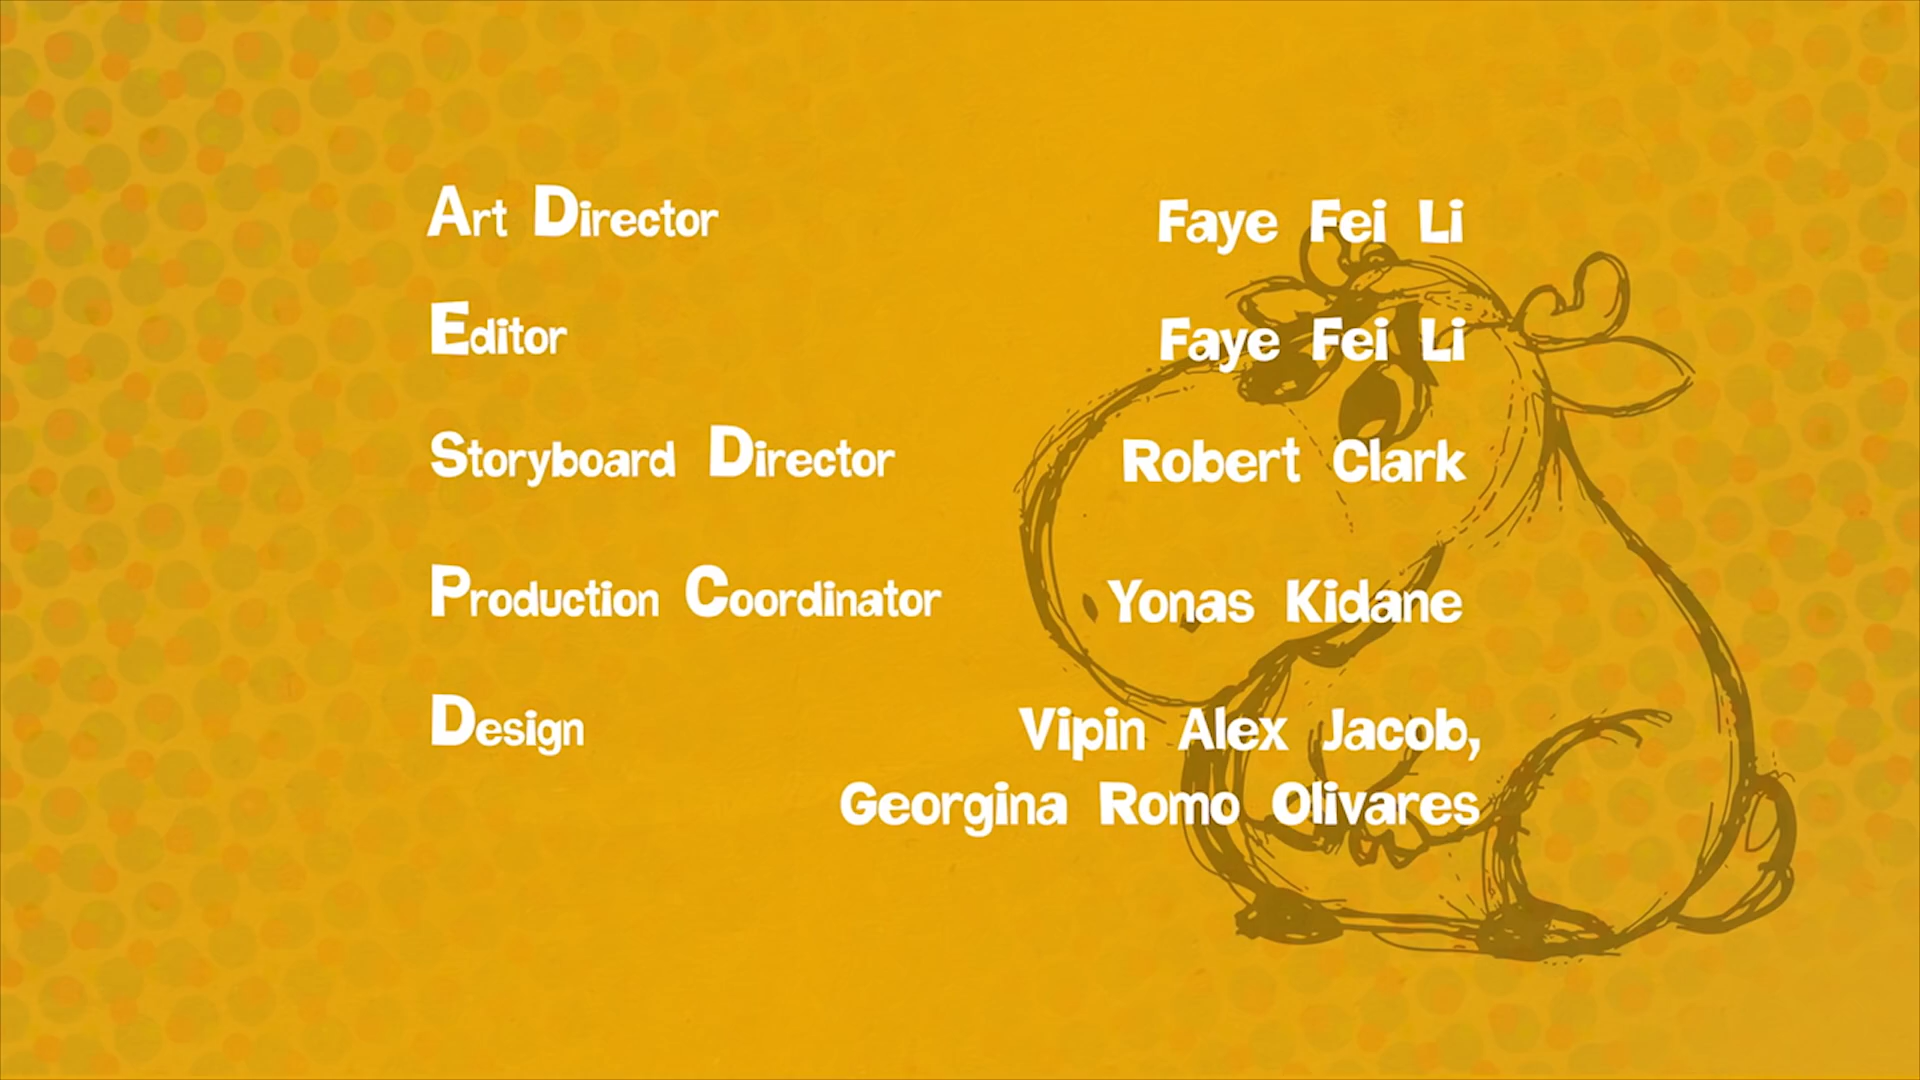 Art Director Faye Fei Li
Editor Faye Fei Li
Storyboard Director Robert Clark
Production Coordinator Yonas Kidane
Design Vipin Alex Jacob,
Georgina Romo Olivares